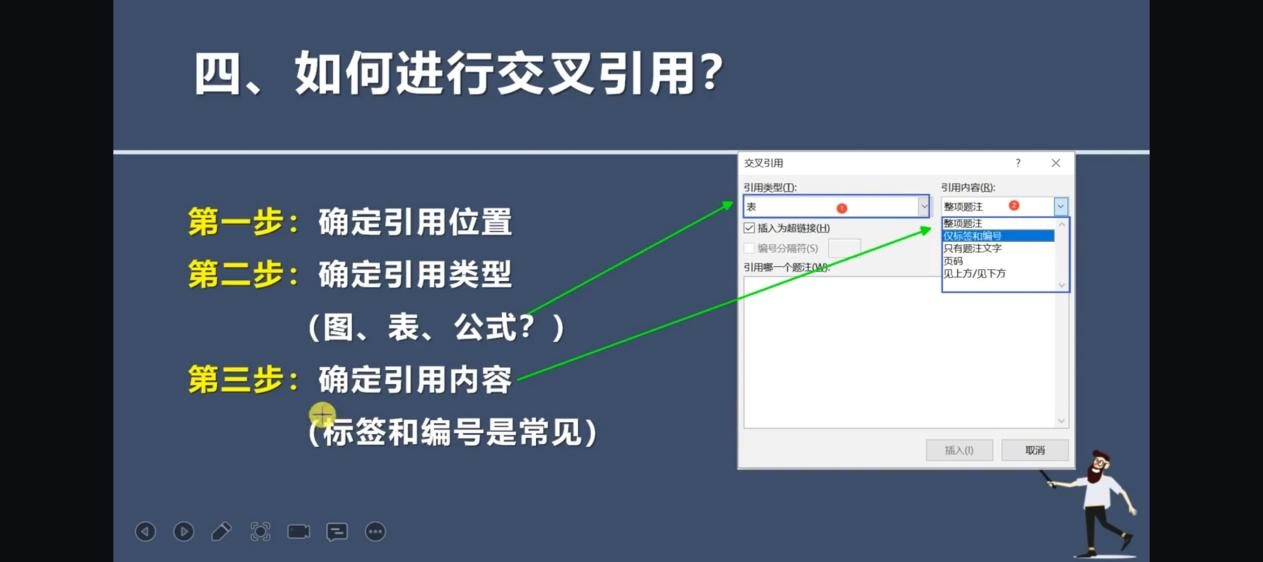 四、如何进行交叉引用？
第一步：确定引用位置
第二步：确定引用类型
（图、表、公式？）
第三步：确定引用内容
（标签和编号是常见）
交叉引用
?
引用类型(T):
引用内容(R):
表
1
整项题注
2
插入为超链接(H)
编号分隔符(S)
引用哪一个题注(W):
整项题注
仅标签和编号
只有题注文字
页码
见上方/见下方
插入(I)
取消